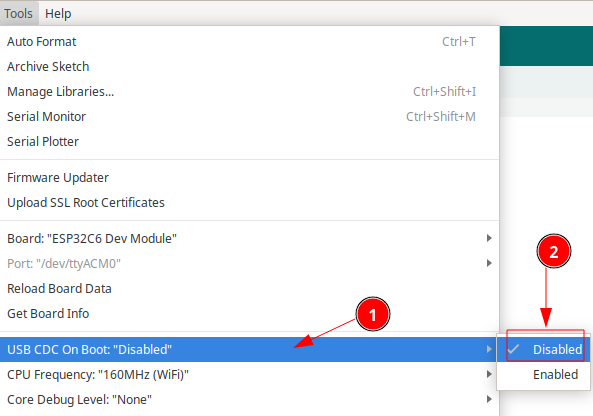 Tools Help
Auto Format Ctrl+T
Archive Sketch
Manage Libraries... Ctrl+Shift+I
Serial Monitor Ctrl+Shift+M
Serial Plotter
Firmware Updater
Upload SSL Root Certificates
Board: "ESP32C6 Dev Module"
Port: "/dev/ttyACM0"
Reload Board Data
Get Board Info
USB CDC On Boot: "Disabled"
CPU Frequency: "160MHz (WiFi)"
Core Debug Level: "None"
1
2
Disabled
Enabled